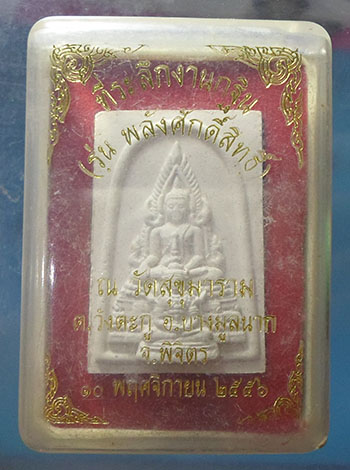 ที่ระลึกงานกฐิน
(รุ่น พลังศักดิ์สิทธิ์)
ณ วัดสุขุมาราม
ต.วังตะกู อ.บางมูลนาก
จ.พิจิตร
๑๐ พฤศจิกายน ๒๕๕๖